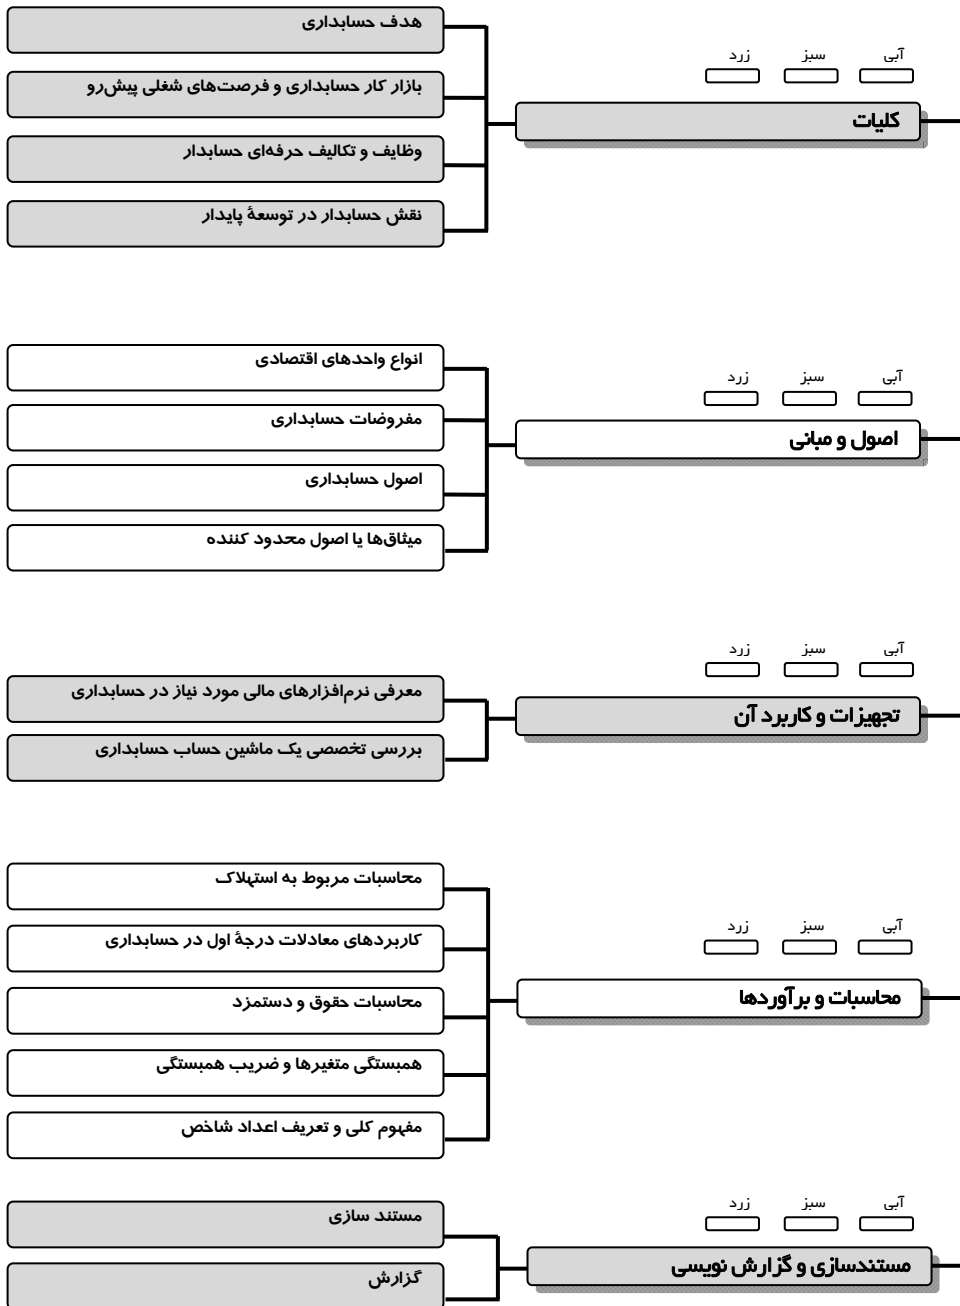 آبی سبز زرد
کلیات
هدف حسابداری
بازار کار حسابداری و فرصت‌های شغلی پیش‌رو
وظایف و تکالیف حرفه‌ای حسابدار
نقش حسابدار در توسعهٔ پایدار
آبی سبز زرد
اصول و مبانی
انواع واحدهای اقتصادی
مفروضات حسابداری
اصول حسابداری
میثاق‌ها یا اصول محدود کننده
آبی سبز زرد
تجهیزات و کاربرد آن
معرفی نرم‌افزارهای مالی مورد نیاز در حسابداری
بررسی تخصصی یک ماشین حساب حسابداری
آبی سبز زرد
محاسبات و برآوردها
محاسبات مربوط به استهلاک
کاربردهای معادلات درجهٔ اول در حسابداری
محاسبات حقوق و دستمزد
همبستگی متغیرها و ضریب همبستگی
مفهوم کلی و تعریف اعداد شاخص
آبی سبز زرد
مستندسازی و گزارش نویسی
مستند سازی
گزارش